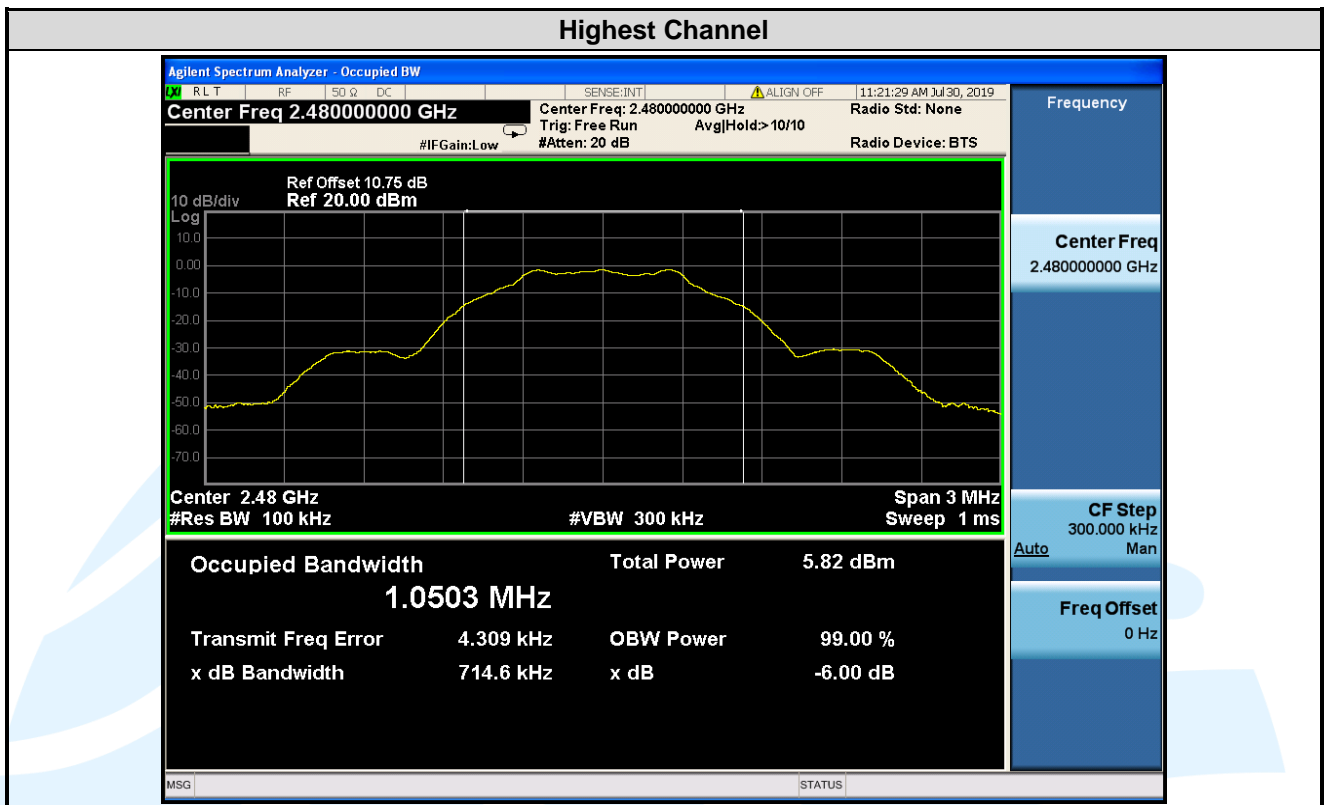 Highest Channel
Agilent Spectrum Analyzer - Occupied BW
LXI RLT RF 50 Ω DC SENSE:INT ALIGN OFF 11:21:29 AM Jul 30, 2019
Center Freq 2.480000000 GHz
Center Freq: 2.480000000 GHz
Radio Std: None
Trig: Free Run Avg|Hold:>10/10
#IFGain:Low
#Atten: 20 dB
Radio Device: BTS
Frequency
Ref Offset 10.75 dB
10 dB/div Ref 20.00 dBm
Log
10.0
0.00
-10.0
-20.0
-30.0
-40.0
-50.0
-60.0
-70.0
Center 2.48 GHz Span 3 MHz
#Res BW 100 kHz #VBW 300 kHz Sweep 1 ms
Occupied Bandwidth Total Power 5.82 dBm
1.0503 MHz
Transmit Freq Error 4.309 kHz OBW Power 99.00 %
x dB Bandwidth 714.6 kHz x dB -6.00 dB
Center Freq
2.480000000 GHz
CF Step
300.000 kHz
Auto Man
Freq Offset
0 Hz
MSG STATUS